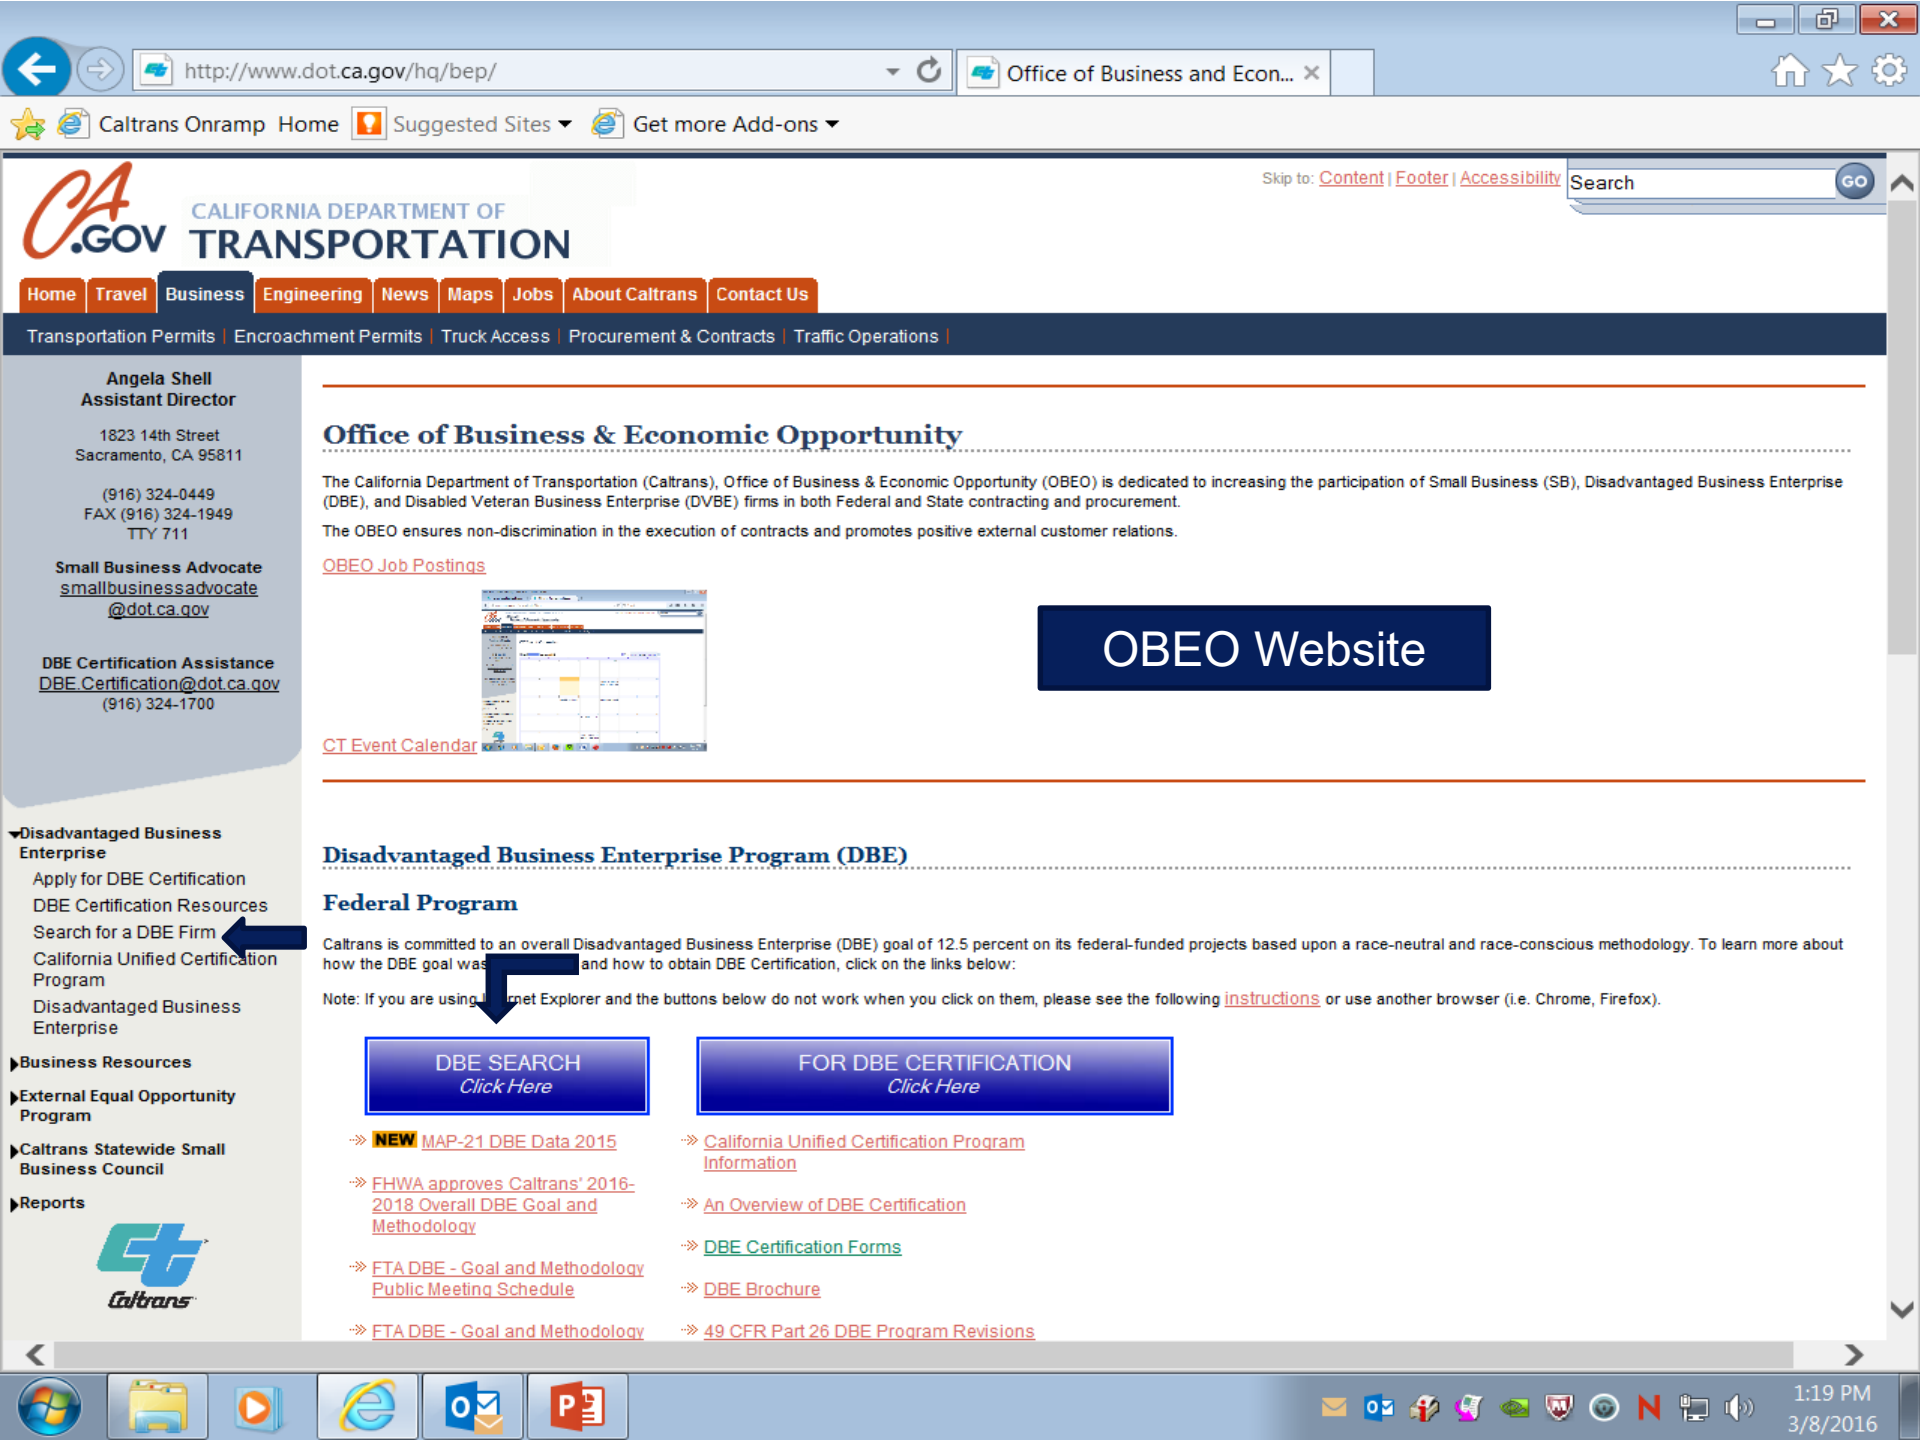 http://www.dot.ca.gov/hq/bep/
Office of Business and Econ...
Caltrans Onramp Home
Suggested Sites
Get more Add-ons
CA.GOV
CALIFORNIA DEPARTMENT OF
TRANSPORTATION
Skip to: Content | Footer | Accessibility
Search
GO
Home
Travel
Business
Engineering
News
Maps
Jobs
About Caltrans
Contact Us
Transportation Permits | Encroachment Permits | Truck Access | Procurement & Contracts | Traffic Operations |
Angela Shell
Assistant Director
1823 14th Street
Sacramento, CA 95811
(916) 324-0449
FAX (916) 324-1949
TTY 711
Small Business Advocate
smallbusinessadvocate
@dot.ca.gov
DBE Certification Assistance
DBE.Certification@dot.ca.gov
(916) 324-1700
Disadvantaged Business
Enterprise
Apply for DBE Certification
DBE Certification Resources
Search for a DBE Firm
California Unified Certification
Program
Disadvantaged Business
Enterprise
Business Resources
External Equal Opportunity
Program
Caltrans Statewide Small
Business Council
Reports
Caltrans
Office of Business & Economic Opportunity
The California Department of Transportation (Caltrans), Office of Business & Economic Opportunity (OBEO) is dedicated to increasing the participation of Small Business (SB), Disadvantaged Business Enterprise
(DBE), and Disabled Veteran Business Enterprise (DVBE) firms in both Federal and State contracting and procurement.
The OBEO ensures non-discrimination in the execution of contracts and promotes positive external customer relations.
OBEO Job Postings
CT Event Calendar
OBEO Website
Disadvantaged Business Enterprise Program (DBE)
Federal Program
Caltrans is committed to an overall Disadvantaged Business Enterprise (DBE) goal of 12.5 percent on its federal-funded projects based upon a race-neutral and race-conscious methodology. To learn more about
how the DBE goal was and how to obtain DBE Certification, click on the links below:
Note: If you are using Explorer and the buttons below do not work when you click on them, please see the following instructions or use another browser (i.e. Chrome, Firefox).
DBE SEARCH
Click Here
FOR DBE CERTIFICATION
Click Here
NEW MAP-21 DBE Data 2015
FHWA approves Caltrans' 2016-
2018 Overall DBE Goal and
Methodology
FTA DBE - Goal and Methodology
Public Meeting Schedule
FTA DBE - Goal and Methodology
California Unified Certification Program
Information
An Overview of DBE Certification
DBE Certification Forms
DBE Brochure
49 CFR Part 26 DBE Program Revisions
1:19 PM
3/8/2016